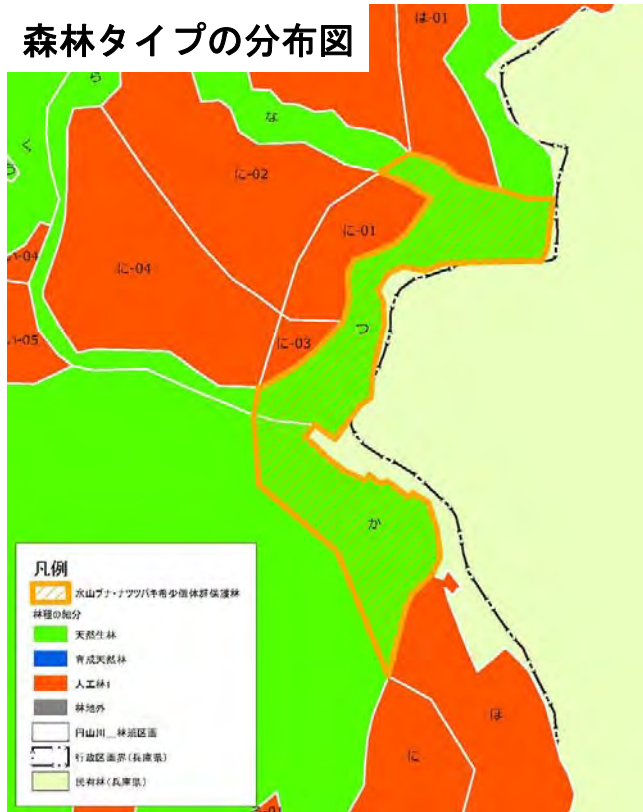 森林タイプの分布図
は-01
ら
な
く
に-02
に-01
い-04
に-04
つ
に-03
い-05
か
凡例
氷山ブナ・ナツツバキ希少個体群保護林
林種の細分
天然生林
育成天然林
人工林1
林地外
円山川__林班区画
行政区画界(兵庫県)
民有林(兵庫県)
ほ
に